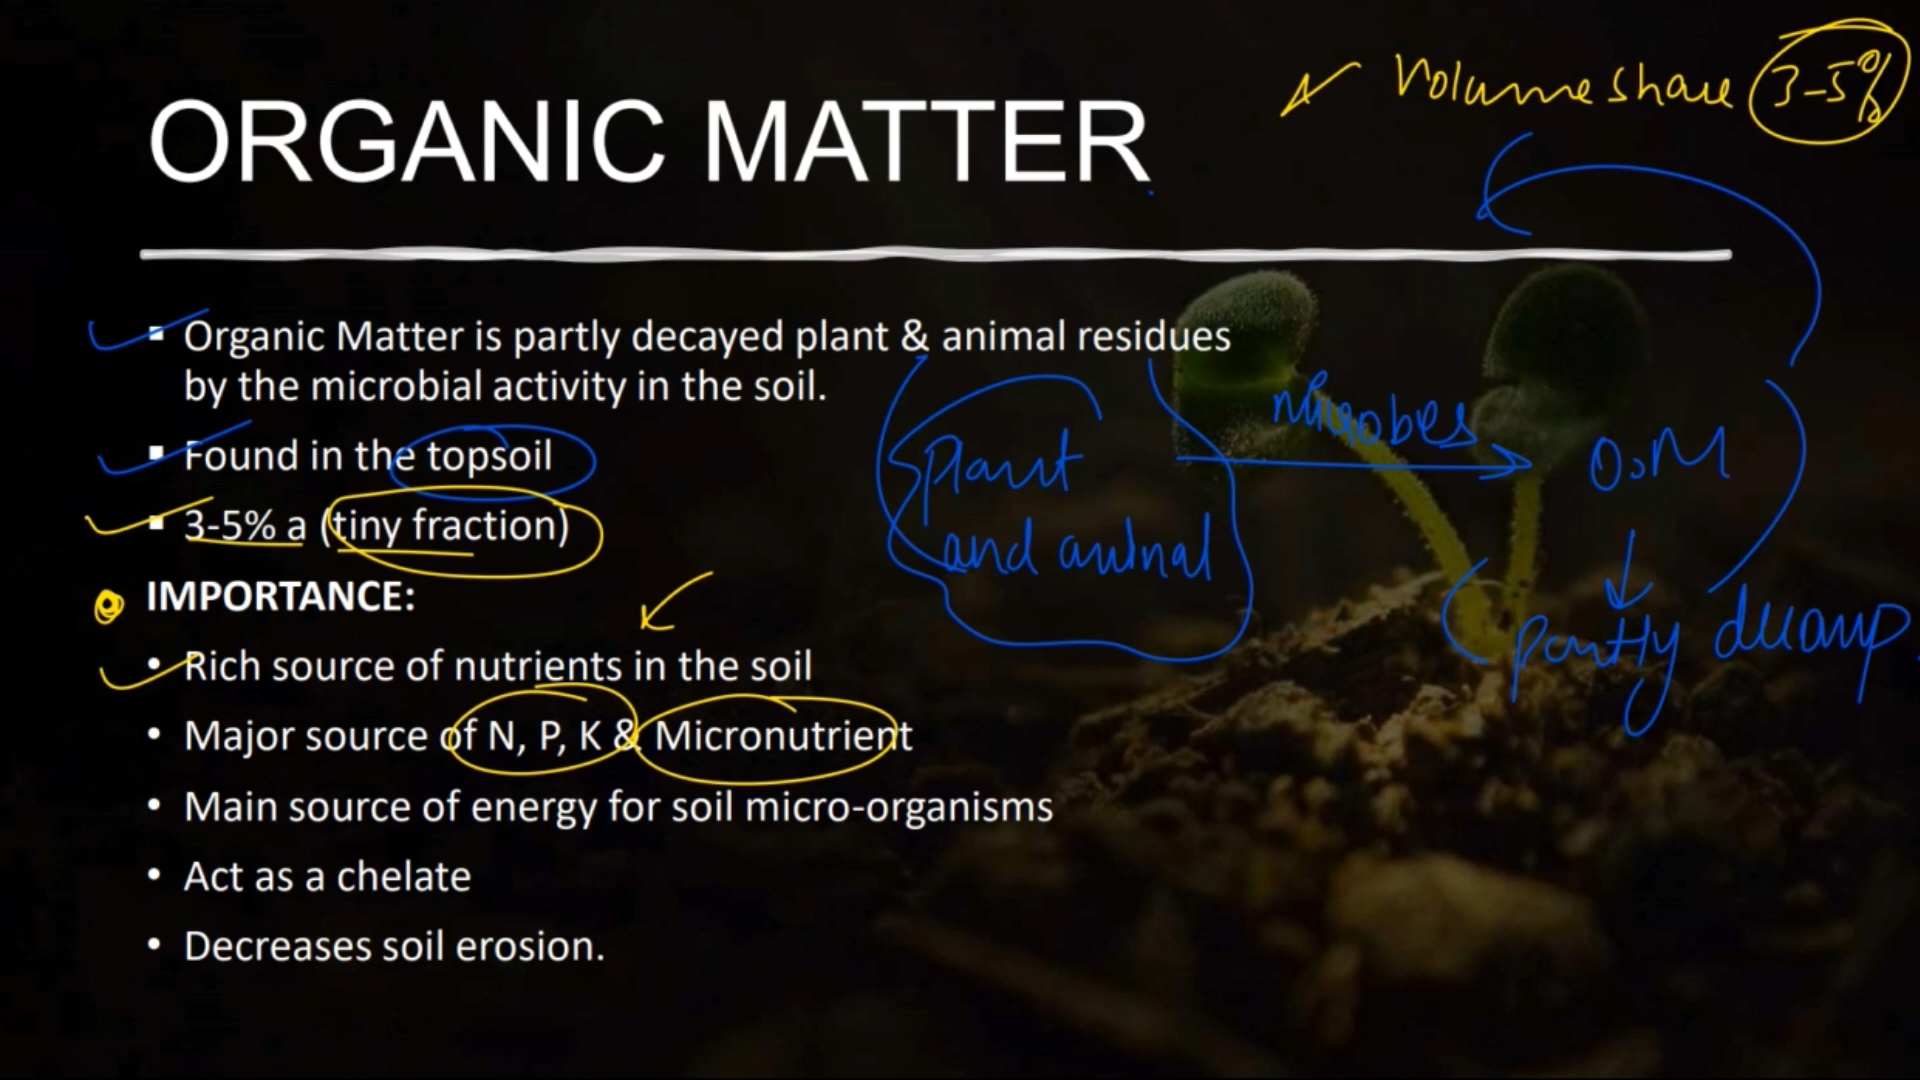 Volume share 3-5%
ORGANIC MATTER
▪ Organic Matter is partly decayed plant & animal residues
by the microbial activity in the soil.
Microbes
▪ Found in the topsoil
Plant
O.M
▪ 3-5% a (tiny fraction)
and animal
IMPORTANCE:
Partly decomp
• Rich source of nutrients in the soil
• Major source of N, P, K & Micronutrient
• Main source of energy for soil micro-organisms
• Act as a chelate
• Decreases soil erosion.